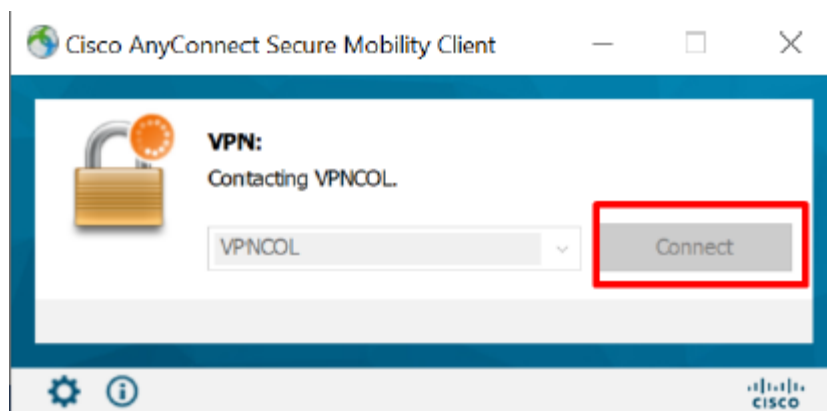 Cisco AnyConnect Secure Mobility Client
VPN:
Contacting VPNCOL.
VPNCOL
Connect
CISCO